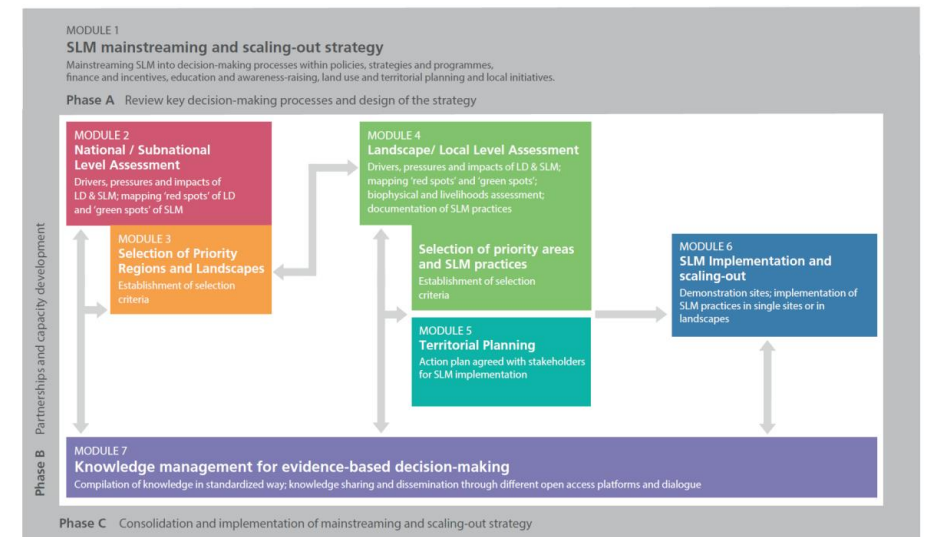 MODULE 1
SLM mainstreaming and scaling-out strategy
Mainstreaming SLM into decision-making processes within policies, strategies and programmes,
finance and incentives, education and awareness-raising, land use and territorial planning and local initiatives.
Phase A Review key decision-making processes and design of the strategy
MODULE 2
National / Subnational
Level Assessment
Drivers, pressures and impacts of
LD & SLM; mapping 'red spots' of LD
and 'green spots' of SLM
MODULE 3
Selection of Priority
Regions and Landscapes
Establishment of selection
criteria
MODULE 4
Landscape/ Local Level Assessment
Drivers, pressures and impacts of LD & SLM;
mapping 'red spots' and 'green spots';
biophysical and livelihoods assessment;
documentation of SLM practices
Selection of priority areas
and SLM practices
Establishment of selection
criteria
MODULE 5
Territorial Planning
Action plan agreed with stakeholders
for SLM implementation
MODULE 6
SLM Implementation and
scaling-out
Demonstration sites; implementation of
SLM practices in single sites or in
landscapes
MODULE 7
Knowledge management for evidence-based decision-making
Compilation of knowledge in standardized way; knowledge sharing and dissemination through different open access platforms and dialogue
Phase B Partnerships and capacity development
Phase C Consolidation and implementation of mainstreaming and scaling-out strategy